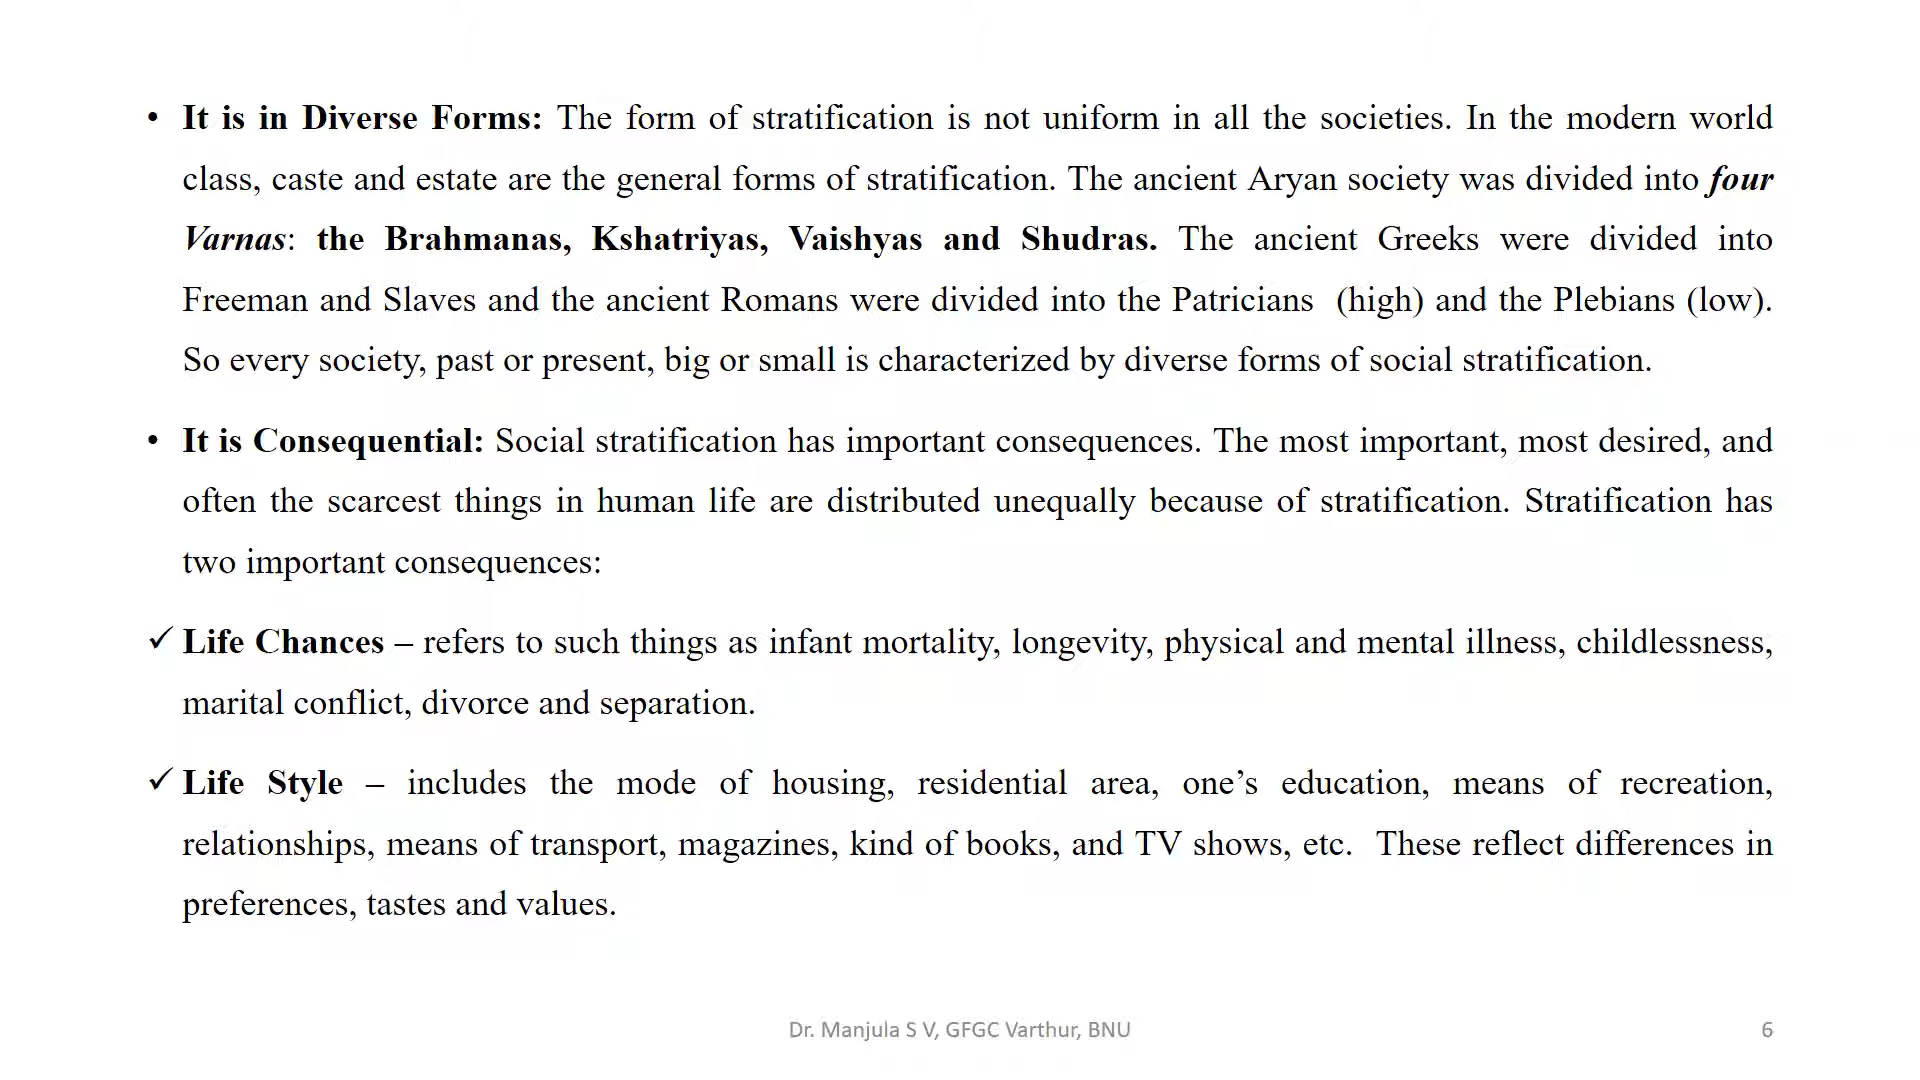 • It is in Diverse Forms: The form of stratification is not uniform in all the societies. In the modern world
class, caste and estate are the general forms of stratification. The ancient Aryan society was divided into four
Varnas: the Brahmanas, Kshatriyas, Vaishyas and Shudras. The ancient Greeks were divided into
Freeman and Slaves and the ancient Romans were divided into the Patricians (high) and the Plebians (low).
So every society, past or present, big or small is characterized by diverse forms of social stratification.
• It is Consequential: Social stratification has important consequences. The most important, most desired, and
often the scarcest things in human life are distributed unequally because of stratification. Stratification has
two important consequences:
✓ Life Chances – refers to such things as infant mortality, longevity, physical and mental illness, childlessness,
marital conflict, divorce and separation.
✓ Life Style – includes the mode of housing, residential area, one’s education, means of recreation,
relationships, means of transport, magazines, kind of books, and TV shows, etc. These reflect differences in
preferences, tastes and values.
Dr. Manjula S V, GFGC Varthur, BNU
6